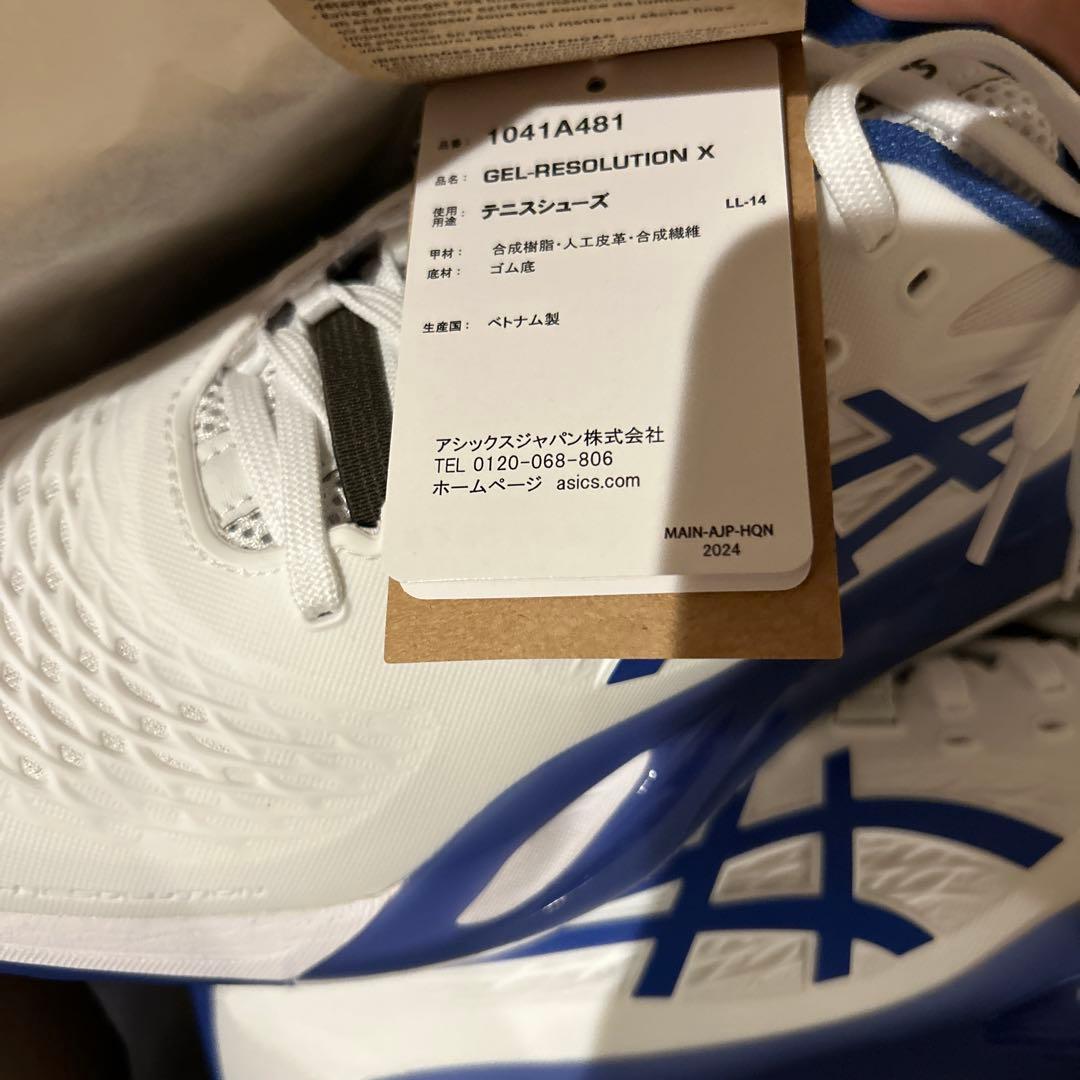 品番： 1041A481
品名： GEL-RESOLUTION X
使用用途： テニスシューズ LL-14
甲材： 合成樹脂・人工皮革・合成繊維
底材： ゴム底
生産国： ベトナム製
アシックスジャパン株式会社
TEL 0120-068-806
ホームページ asics.com
MAIN-AJP-HQN
2024